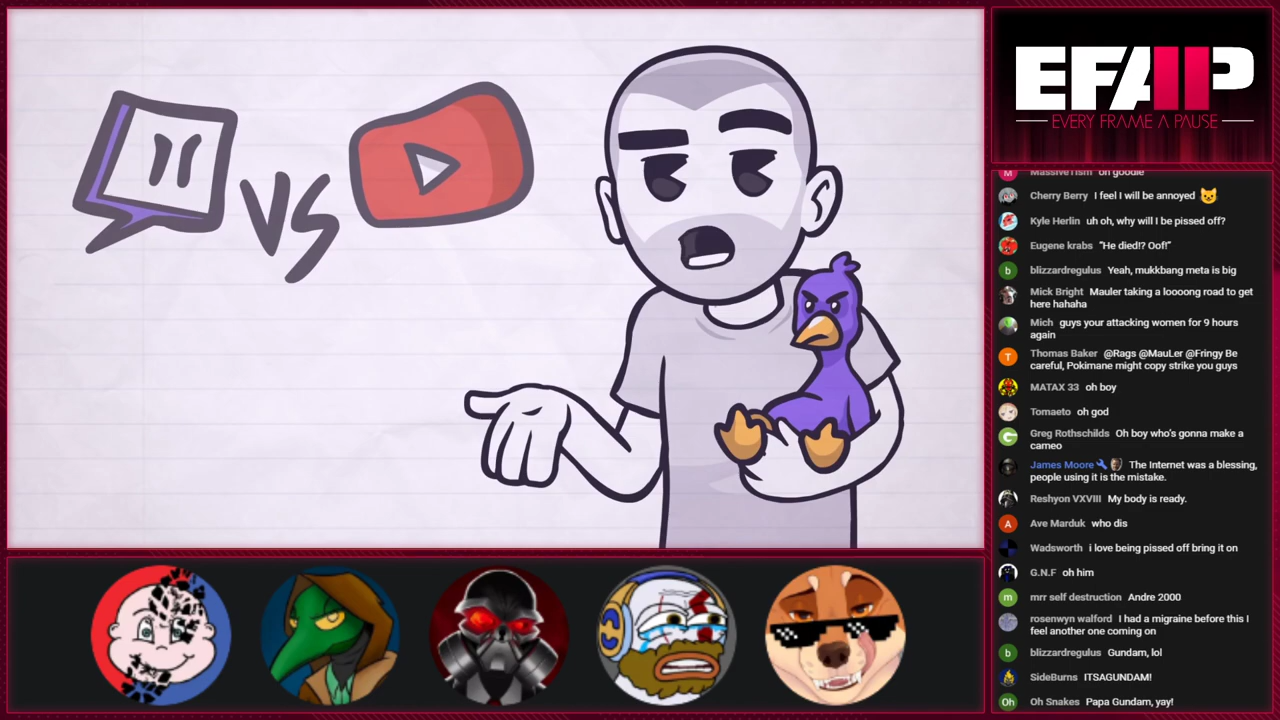 VS
EFAP
EVERY FRAME A PAUSE
oh goodie
Cherry Berry I feel I will be annoyed
Kyle Herlin uh oh, why will I be pissed off?
Eugene krabs "He died!? Oof!"
blizzardregulus Yeah, mukkbang meta is big
Mick Bright Mauler taking a looong road to get
here hahaha
Mich guys your attacking women for 9 hours
again
Thomas Baker @Rags @MauLer @Fringy Be
careful, Pokimane might copy strike you guys
MATAX 33 oh boy
Tomaeto oh god
Greg Rothschilds Oh boy who's gonna make a
cameo
James Moore The Internet was a blessing,
people using it is the mistake.
Reshyon VXVIII My body is ready.
Ave Marduk who dis
Wadsworth i love being pissed off bring it on
G.N.F oh him
mrr self destruction Andre 2000
rosenwyn walford I had a migraine before this I
feel another one coming on
blizzardregulus Gundam, lol
SideBurns ITSAGUNDAM!
Oh Snakes Papa Gundam, yay!